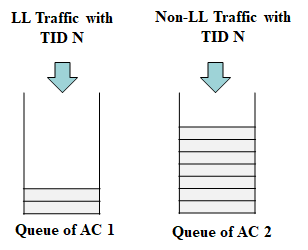 LL Traffic with
TID N
Non-LL Traffic with
TID N
Queue of AC 1
Queue of AC 2